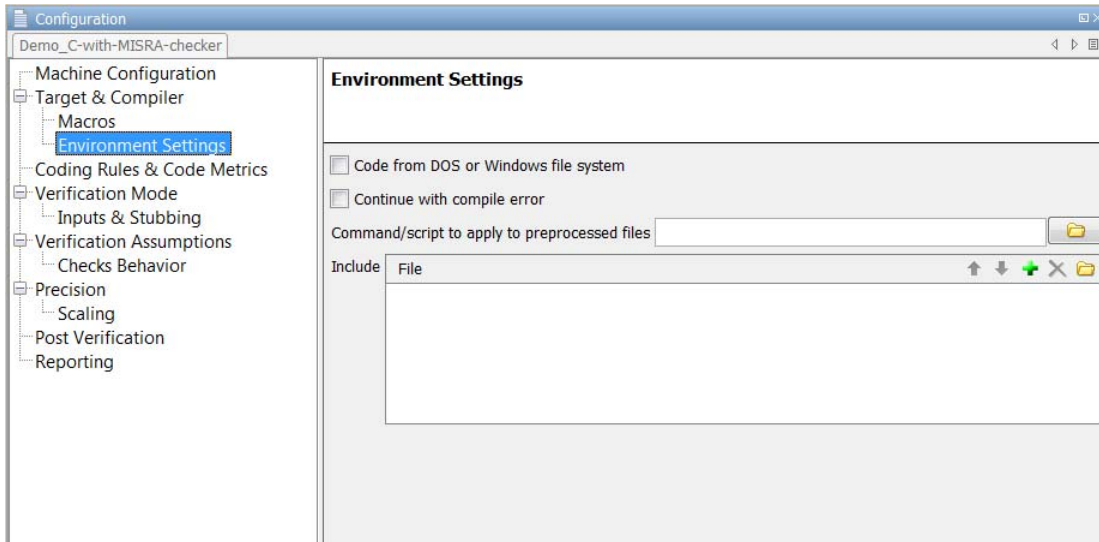 Configuration
Demo_C-with-MISRA-checker
Machine Configuration
Target & Compiler
Macros
Environment Settings
Coding Rules & Code Metrics
Verification Mode
Inputs & Stubbing
Verification Assumptions
Checks Behavior
Precision
Scaling
Post Verification
Reporting
Environment Settings
Code from DOS or Windows file system
Continue with compile error
Command/script to apply to preprocessed files
Include File